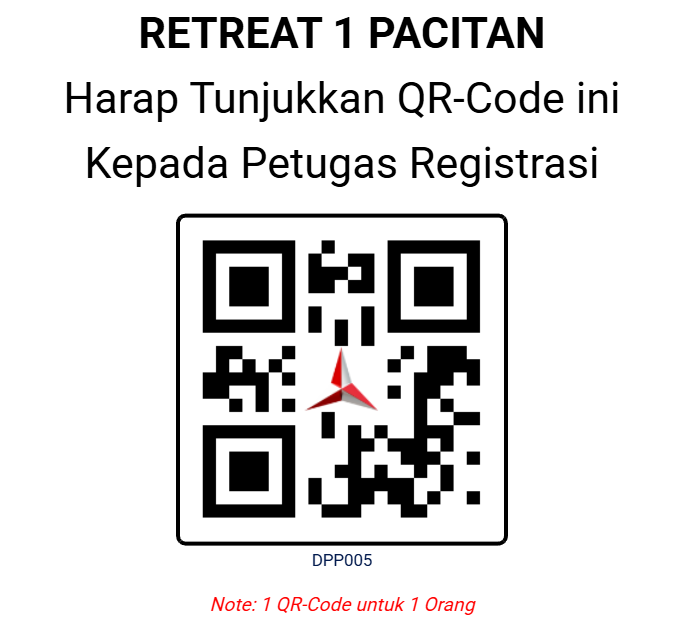 RETREAT 1 PACITAN
Harap Tunjukkan QR-Code ini
Kepada Petugas Registrasi
DPP005
Note: 1 QR-Code untuk 1 Orang